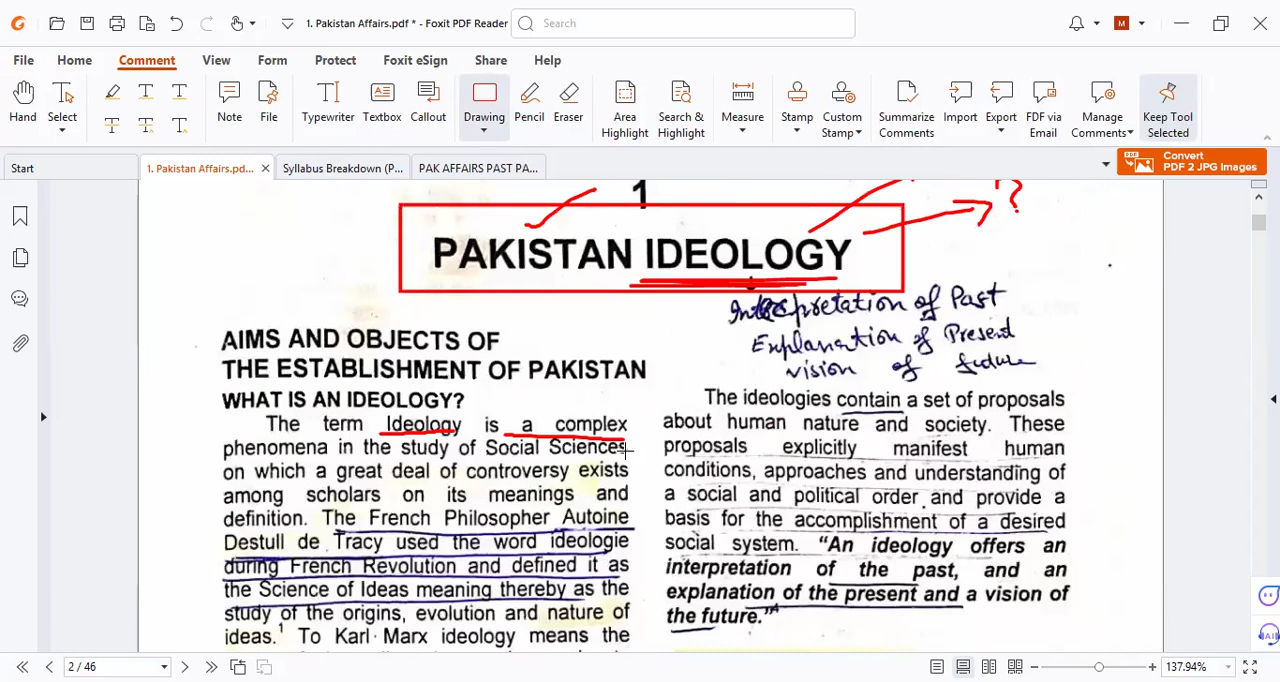 1. Pakistan Affairs.pdf * - Foxit PDF Reader
Search
M
File Home Comment View Form Protect Foxit eSign Share Help
Hand Select Note File Typewriter Textbox Callout Drawing Pencil Eraser Area Highlight Search & Highlight Measure Stamp Custom Stamp Summarize Comments Import Export FDF via Email Manage Comments Keep Tool Selected
Start 1. Pakistan Affairs.pd... Syllabus Breakdown (P... PAK AFFAIRS PAST PA...
Convert
PDF 2 JPG Images
1
?
PAKISTAN IDEOLOGY
Interpretation of Past
Explanation of Present
vision of future
AIMS AND OBJECTS OF
THE ESTABLISHMENT OF PAKISTAN
WHAT IS AN IDEOLOGY?
The term Ideology is a complex
phenomena in the study of Social Sciences
on which a great deal of controversy exists
among scholars on its meanings and
definition. The French Philosopher Autoine
Destull de Tracy used the word ideologie
during French Revolution and defined it as
the Science of Ideas meaning thereby as the
study of the origins, evolution and nature of
ideas.1 To Karl Marx ideology means the
The ideologies contain a set of proposals
about human nature and society. These
proposals explicitly manifest human
conditions, approaches and understanding of
a social and political order and provide a
basis for the accomplishment of a desired
social system. "An ideology offers an
interpretation of the past, and an
explanation of the present and a vision of
the future."
2 / 46
137.94%